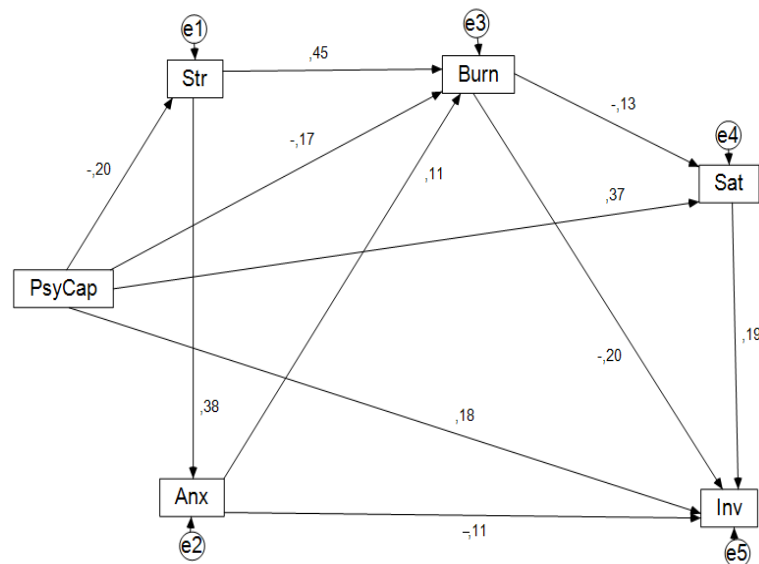 e1
e3
Str
,45
Burn
-,13
e4
-,20
-,17
,11
Sat
,37
PsyCap
-,20
,19
,38
,18
Anx
Inv
-,11
e2
e5